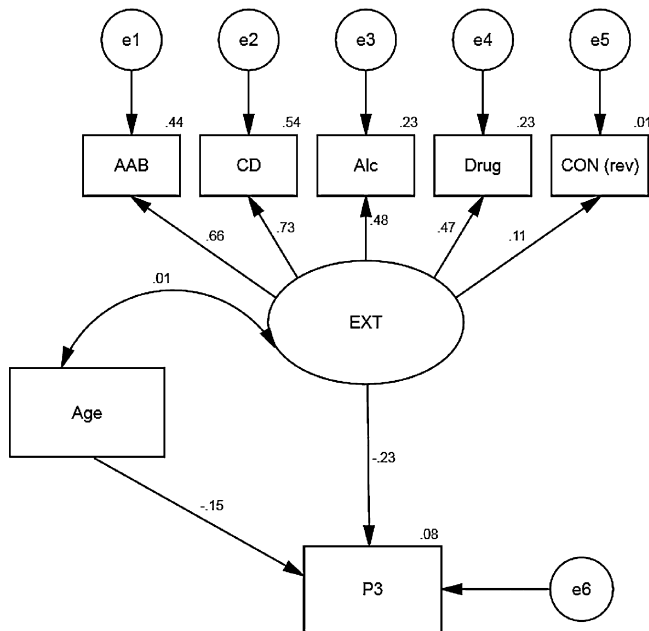 e1 e2 e3 e4 e5
.44 .54 .23 .23 .01
AAB CD Alc Drug CON (rev)
.66 .73 .48 .47 .11
.01
EXT
Age
-.23
-.15
.08
P3 e6